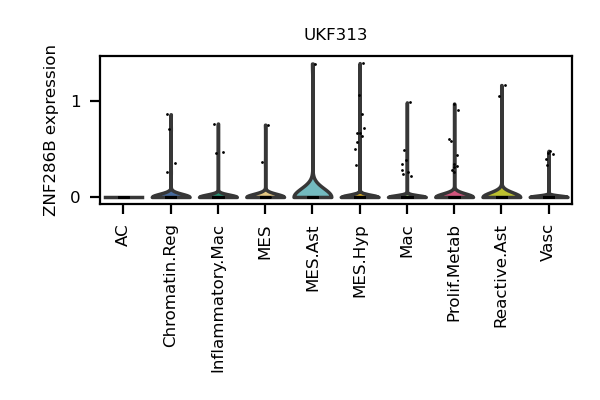 UKF313
ZNF286B expression
1
0
AC
Chromatin.Reg
Inflammatory.Mac
MES
MES.Ast
MES.Hyp
Mac
Prolif.Metab
Reactive.Ast
Vasc